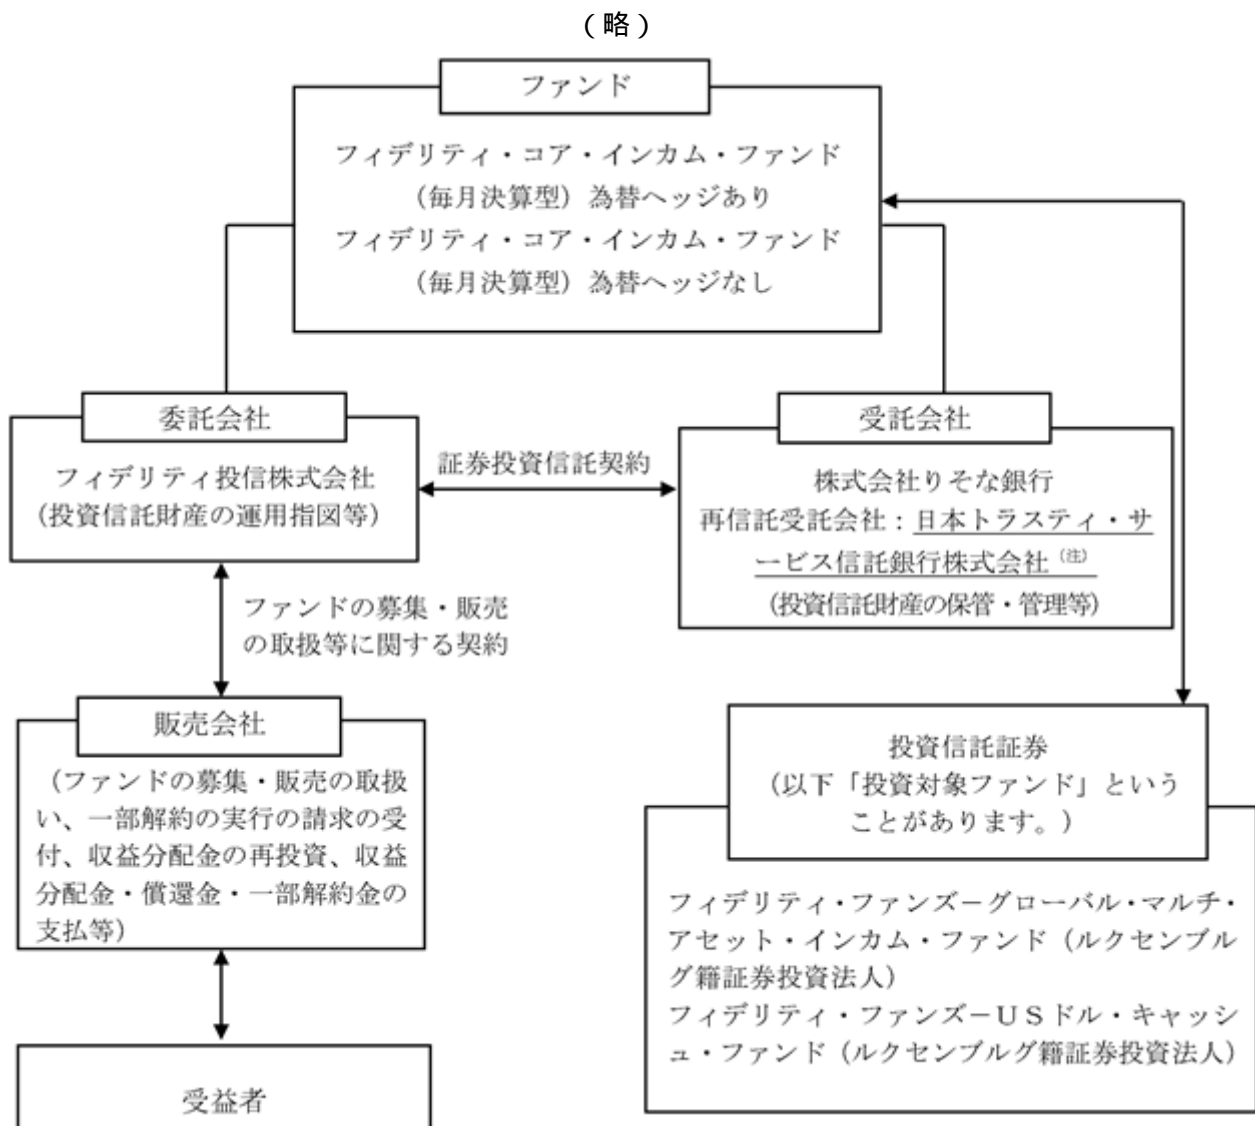 （略）
ファンド
フィデリティ・コア・インカム・ファンド
（毎月決算型）為替ヘッジあり
フィデリティ・コア・インカム・ファンド
（毎月決算型）為替ヘッジなし
委託会社
フィデリティ投信株式会社
（投資信託財産の運用指図等）
証券投資信託契約
受託会社
株式会社りそな銀行
再信託受託会社：日本トラスティ・サ
ービス信託銀行株式会社（注）
（投資信託財産の保管・管理等）
ファンドの募集・販売
の取扱等に関する契約
販売会社
（ファンドの募集・販売の取扱
い、一部解約の実行の請求の受
付、収益分配金の再投資、収益
分配金・償還金・一部解約金の
支払等）
投資信託証券
（以下「投資対象ファンド」という
ことがあります。）
フィデリティ・ファンズ－グローバル・マルチ・
アセット・インカム・ファンド（ルクセンブル
グ籍証券投資法人）
フィデリティ・ファンズ－ＵＳドル・キャッシ
ュ・ファンド（ルクセンブルグ籍証券投資法人）
受益者